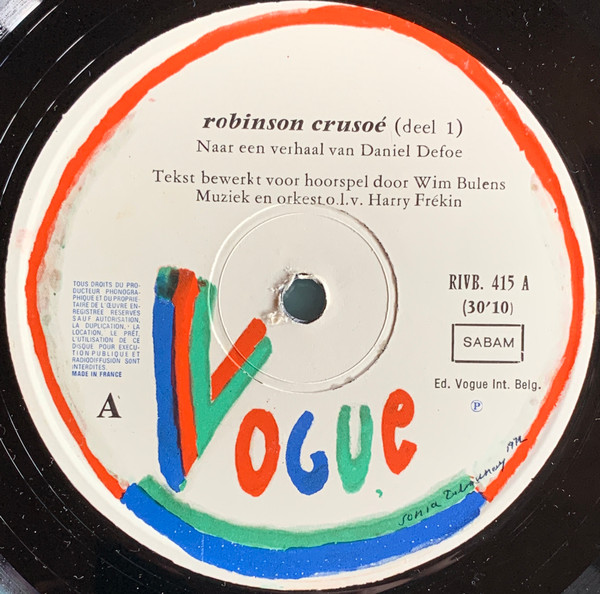 robinson crusoé (deel 1)
Naar een verhaal van Daniel Defoe
Tekst bewerkt voor hoorspel door Wim Bulens
Muziek en orkest o.l.v. Harry Frékin
TOUS DROITS DU PRO-
DUCTEUR PHONOGRA-
PHIQUE ET DU PROPRIE-
TAIRE DE L'ŒUVRE EN-
REGISTREE RESERVES
SAUF AUTORISATION,
LA DUPLICATION, LA
LOCATION, LE PRÊT,
L'UTILISATION DE CE
DISQUE POUR EXECU-
TION PUBLIQUE ET
RADIODIFFUSION SONT
INTERDITES.
MADE IN FRANCE
A
RIVB. 415 A
(30'10)
SABAM
Ed. Vogue Int. Belg.
Ⓟ
VOGUE
Sonia Delaunay